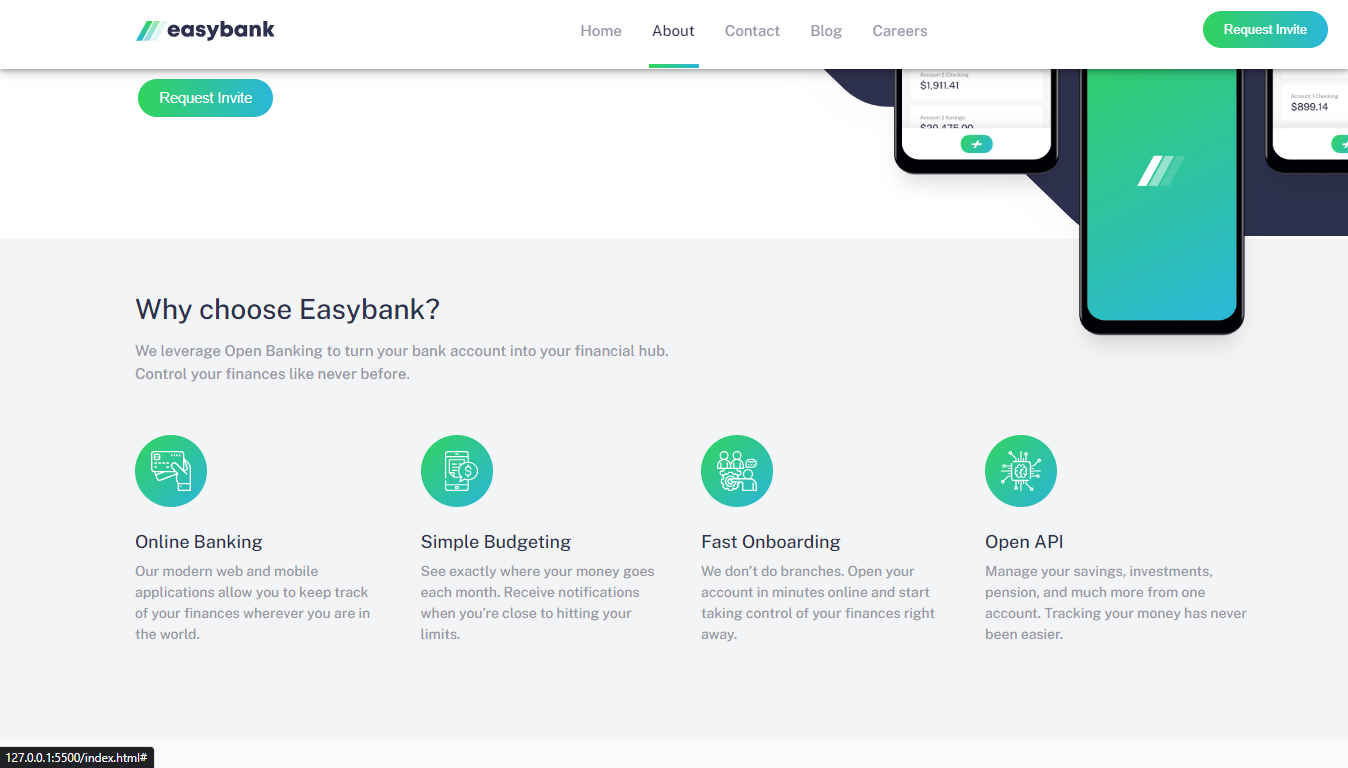 easybank
Home
About
Contact
Blog
Careers
Request Invite
Request Invite
Account 2 Checking
$1,911.41
Account 2 Savings
$20,475.00
Account 1 Checking
$899.14
Why choose Easybank?
We leverage Open Banking to turn your bank account into your financial hub.
Control your finances like never before.
Online Banking
Our modern web and mobile
applications allow you to keep track
of your finances wherever you are in
the world.
Simple Budgeting
See exactly where your money goes
each month. Receive notifications
when you’re close to hitting your
limits.
Fast Onboarding
We don’t do branches. Open your
account in minutes online and start
taking control of your finances right
away.
Open API
Manage your savings, investments,
pension, and much more from one
account. Tracking your money has never
been easier.
127.0.0.1:5500/index.html#